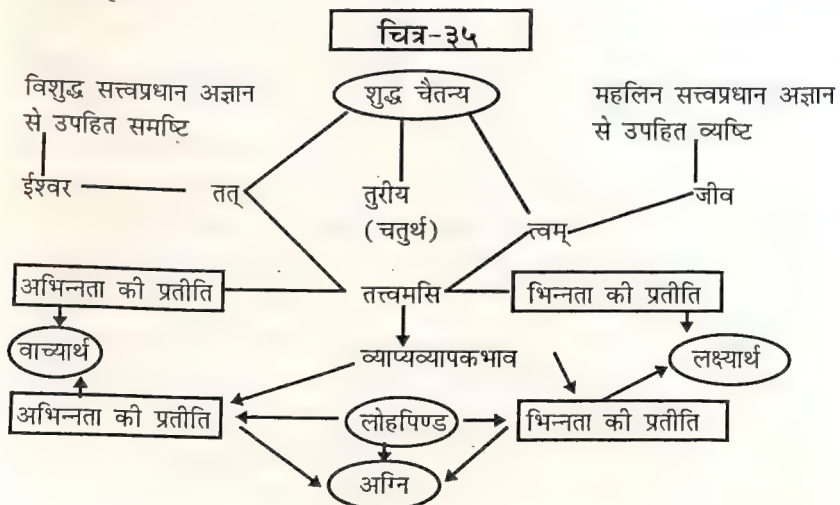 चित्र-३५
विशुद्ध सत्त्वप्रधान अज्ञान
से उपहित समष्टि
शुद्ध चैतन्य
महलिन सत्त्वप्रधान अज्ञान
से उपहित व्यष्टि
ईश्वर
तत्
तुरीय
(चतुर्थ)
त्वम्
जीव
अभिन्नता की प्रतीति
तत्त्वमसि
भिन्नता की प्रतीति
वाच्यार्थ
व्याप्यव्यापकभाव
लक्ष्यार्थ
अभिन्नता की प्रतीति
लोहपिण्ड
भिन्नता की प्रतीति
अग्नि